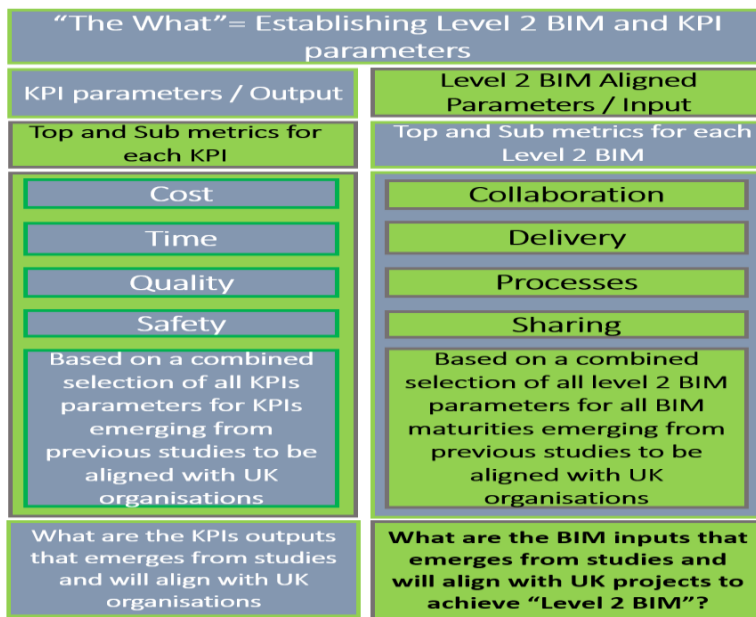 “The What”= Establishing Level 2 BIM and KPI
parameters
KPI parameters / Output
Level 2 BIM Aligned
Parameters / Input
Top and Sub metrics for
each KPI
Top and Sub metrics for each
Level 2 BIM
Cost
Time
Quality
Safety
Based on a combined
selection of all KPIs
parameters for KPIs
emerging from
previous studies to be
aligned with UK
organisations
Collaboration
Delivery
Processes
Sharing
Based on a combined
selection of all level 2 BIM
parameters for all BIM
maturities emerging from
previous studies to be
aligned with UK
organisations
What are the KPIs outputs
that emerges from studies
and will align with UK
organisations
What are the BIM inputs that
emerges from studies and
will align with UK projects to
achieve “Level 2 BIM”?